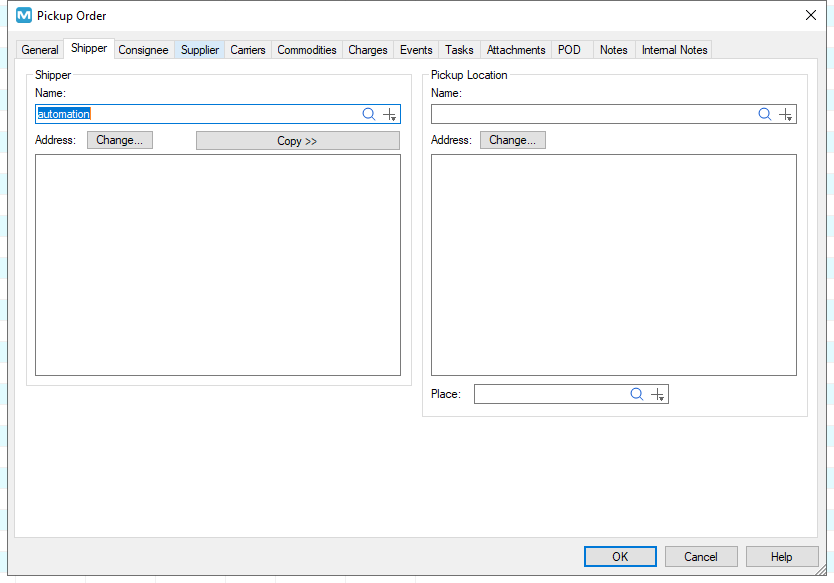 Pickup Order
General Shipper Consignee Supplier Carriers Commodities Charges Events Tasks Attachments POD Notes Internal Notes
Shipper
Name:
automation
Address: Change... Copy >>
Pickup Location
Name:
Address: Change...
Place:
OK Cancel Help